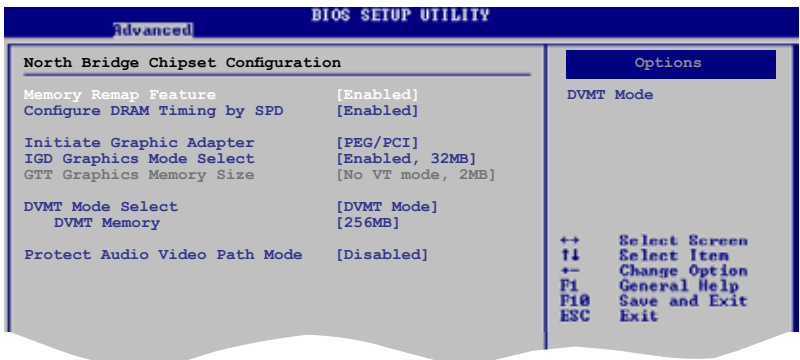 BIOS SETUP UTILITY
Advanced
North Bridge Chipset Configuration
Memory Remap Feature [Enabled]
Configure DRAM Timing by SPD [Enabled]
Initiate Graphic Adapter [PEG/PCI]
IGD Graphics Mode Select [Enabled, 32MB]
GTT Graphics Memory Size [No VT mode, 2MB]
DVMT Mode Select [DVMT Mode]
DVMT Memory [256MB]
Protect Audio Video Path Mode [Disabled]
Options
DVMT Mode
↔ Select Screen
↑↓ Select Item
+- Change Option
F1 General Help
F10 Save and Exit
ESC Exit